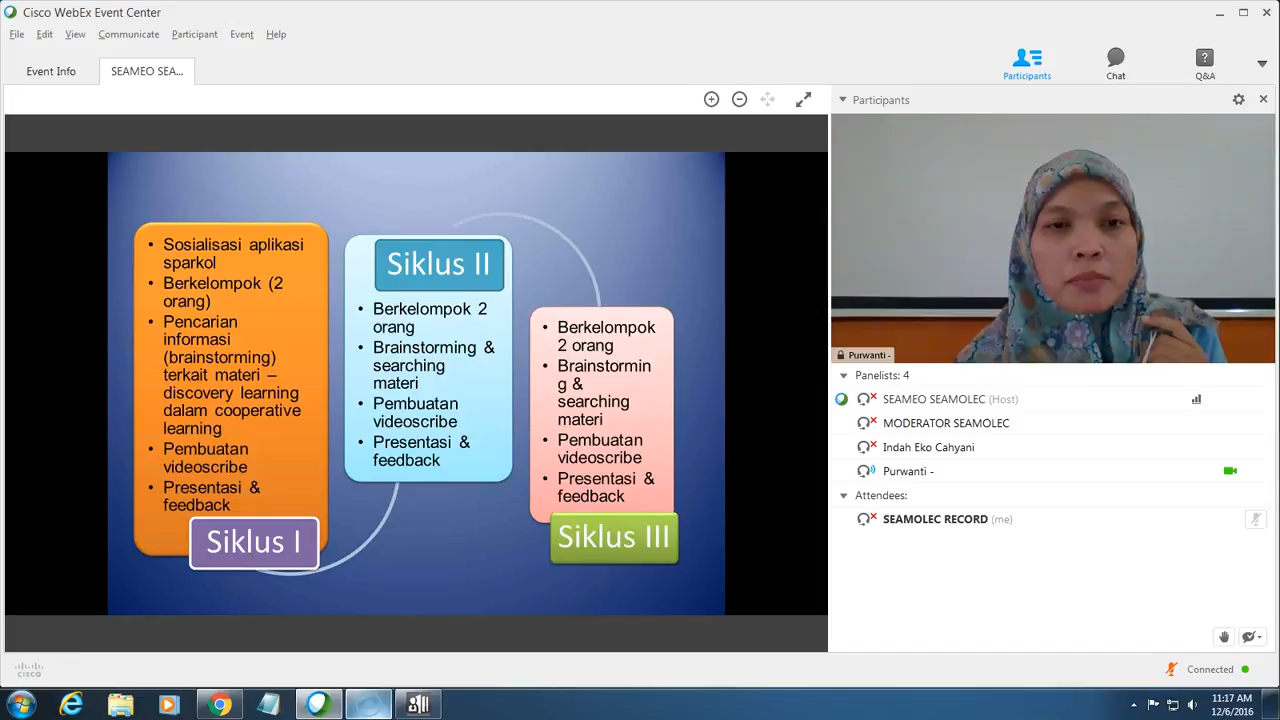 Cisco WebEx Event Center
File Edit View Communicate Participant Event Help
Event Info
SEAMEO SEA...
Participants
Chat
Q&A
Participants
Sosialisasi aplikasi
sparkol
Berkelompok (2
orang)
Pencarian
informasi
(brainstorming)
terkait materi –
discovery learning
dalam cooperative
learning
Pembuatan
videoscribe
Presentasi &
feedback
Siklus I
Siklus II
Berkelompok 2
orang
Brainstorming &
searching
materi
Pembuatan
videoscribe
Presentasi &
feedback
Berkelompok
2 orang
Brainstormin
g &
searching
materi
Pembuatan
videoscribe
Presentasi &
feedback
Siklus III
Purwanti -
Panelists: 4
SEAMEO SEAMOLEC (Host)
MODERATOR SEAMOLEC
Indah Eko Cahyani
Purwanti -
Attendees:
SEAMOLEC RECORD (me)
CISCO
Connected
11:17 AM
12/6/2016